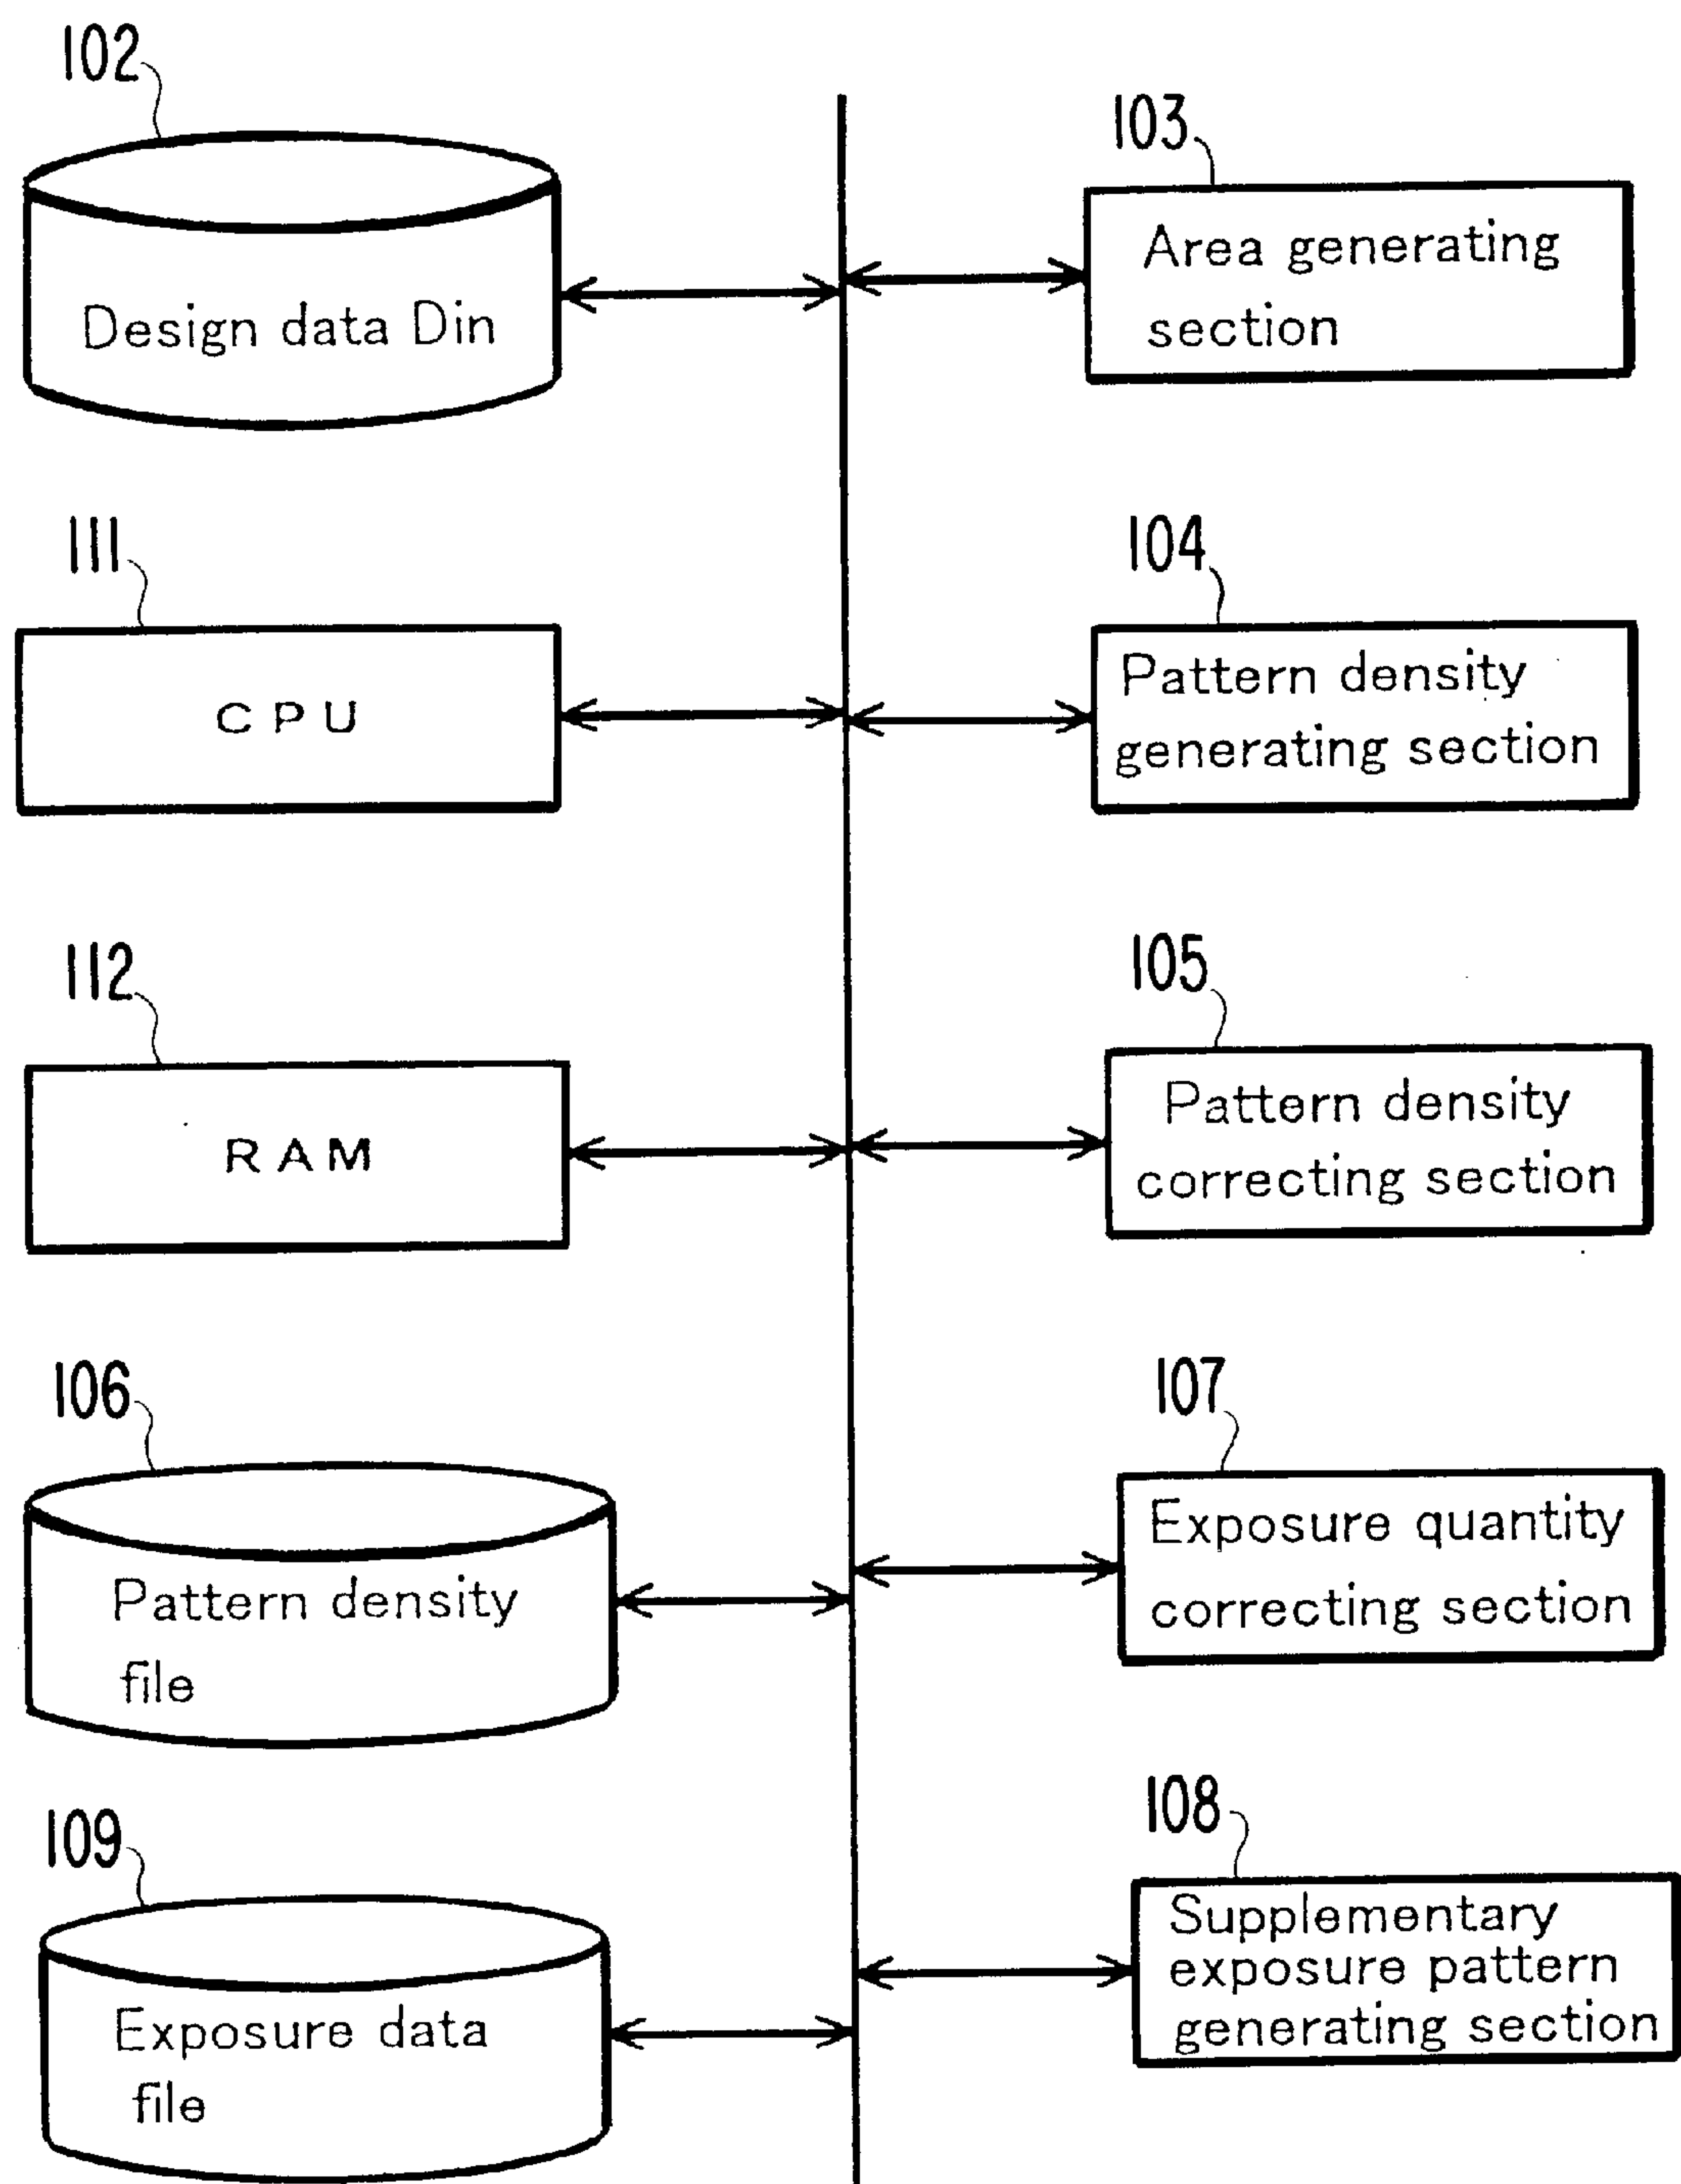 102
Design data Din
103
Area generating
section
111
CPU
104
Pattern density
generating section
112
RAM
105
Pattern density
correcting section
106
Pattern density
file
107
Exposure quantity
correcting section
109
Exposure data
file
108
Supplementary
exposure pattern
generating section